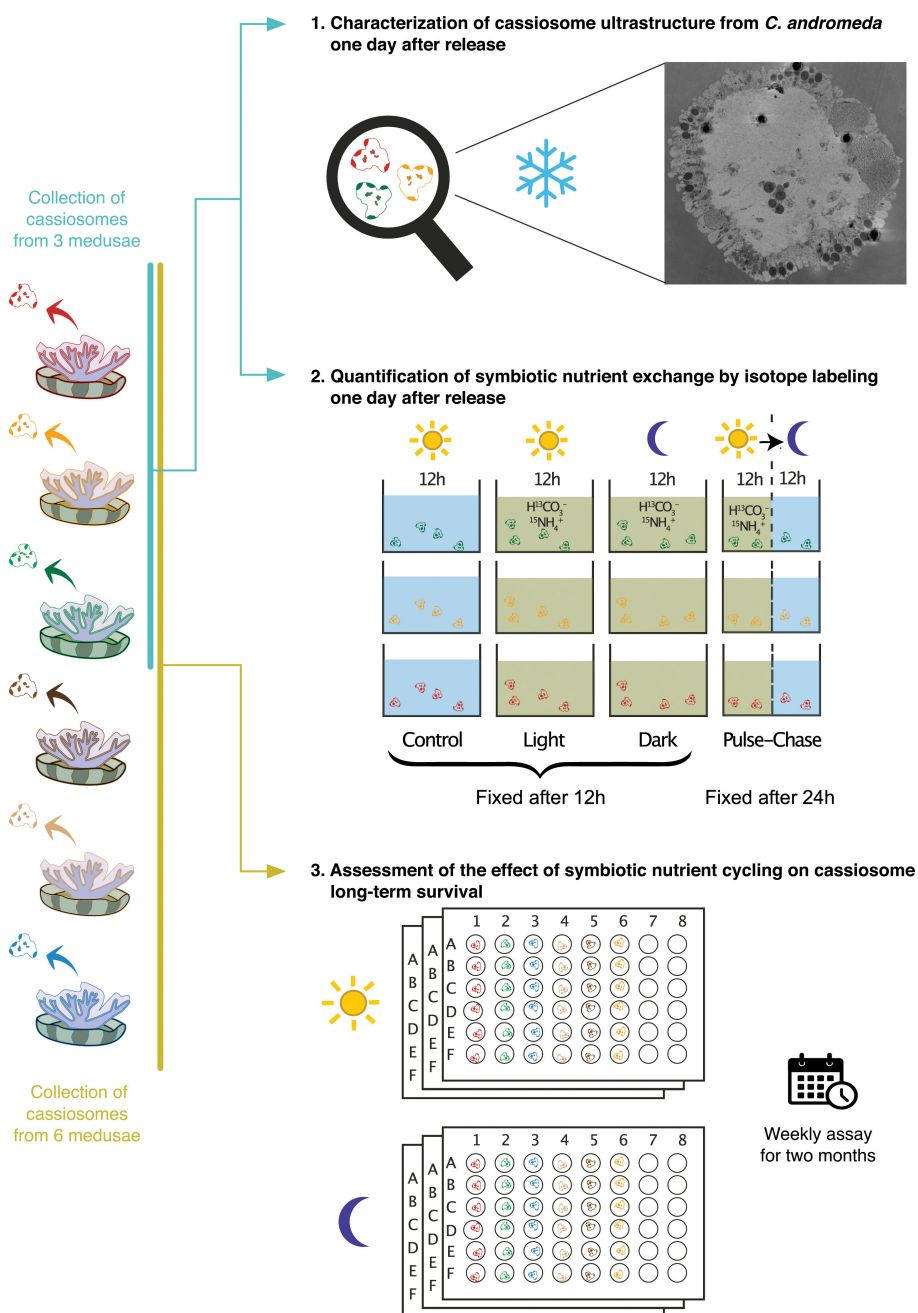 1. Characterization of cassiosome ultrastructure from C. andromeda
one day after release
Collection of
cassiosomes
from 3 medusae
2. Quantification of symbiotic nutrient exchange by isotope labeling
one day after release
12h 12h 12h 12h 12h
H¹³CO₃⁻ H¹³CO₃⁻ H¹³CO₃⁻
¹⁵NH₄⁺ ¹⁵NH₄⁺ ¹⁵NH₄⁺
Control Light Dark Pulse–Chase
Fixed after 12h Fixed after 24h
3. Assessment of the effect of symbiotic nutrient cycling on cassiosome
long-term survival
1 2 3 4 5 6 7 8
A A A
B B B
C C C
D D D
E E E
F F F
Collection of
cassiosomes
from 6 medusae
Weekly assay
for two months
1 2 3 4 5 6 7 8
A A A
B B B
C C C
D D D
E E E
F F F